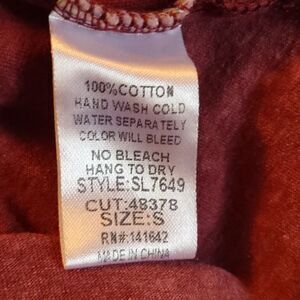 100%COTTON
HAND WASH COLD
WATER SEPARATELY
COLOR WILL BLEED
NO BLEACH
HANG TO DRY
STYLE:SL7649
CUT:48378
SIZE:S
RN#:141642
MADE IN CHINA